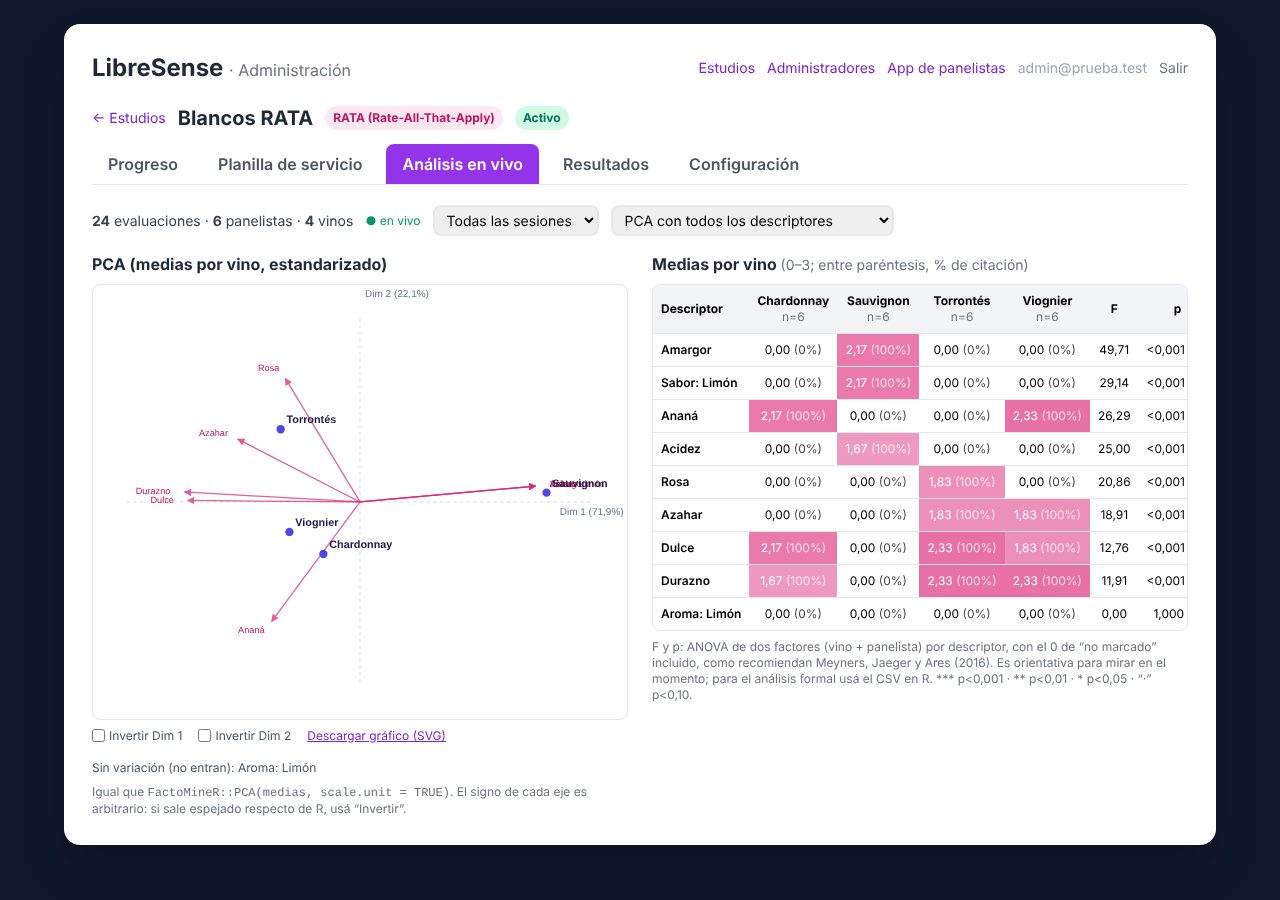 LibreSense · Administración
Estudios Administradores App de panelistas admin@prueba.test Salir
← Estudios Blancos RATA RATA (Rate-All-That-Apply) Activo
Progreso Planilla de servicio Análisis en vivo Resultados Configuración
24 evaluaciones · 6 panelistas · 4 vinos ● en vivo Todas las sesiones PCA con todos los descriptores
PCA (medias por vino, estandarizado)
Dim 2 (22,1%)
Rosa
Torrontés
Azahar
Durazno
Dulce
Sauvignon
Dim 1 (71,9%)
Viognier
Chardonnay
Ananá
Invertir Dim 1 Invertir Dim 2 Descargar gráfico (SVG)
Sin variación (no entran): Aroma: Limón
Igual que FactoMineR::PCA(medias, scale.unit = TRUE). El signo de cada eje es
arbitrario: si sale espejado respecto de R, usá “Invertir”.
Medias por vino (0–3; entre paréntesis, % de citación)
Descriptor Chardonnay n=6 Sauvignon n=6 Torrontés n=6 Viognier n=6 F p
Amargor 0,00 (0%) 2,17 (100%) 0,00 (0%) 0,00 (0%) 49,71 <0,001
Sabor: Limón 0,00 (0%) 2,17 (100%) 0,00 (0%) 0,00 (0%) 29,14 <0,001
Ananá 2,17 (100%) 0,00 (0%) 0,00 (0%) 2,33 (100%) 26,29 <0,001
Acidez 0,00 (0%) 1,67 (100%) 0,00 (0%) 0,00 (0%) 25,00 <0,001
Rosa 0,00 (0%) 0,00 (0%) 1,83 (100%) 0,00 (0%) 20,86 <0,001
Azahar 0,00 (0%) 0,00 (0%) 1,83 (100%) 1,83 (100%) 18,91 <0,001
Dulce 2,17 (100%) 0,00 (0%) 2,33 (100%) 1,83 (100%) 12,76 <0,001
Durazno 1,67 (100%) 0,00 (0%) 2,33 (100%) 2,33 (100%) 11,91 <0,001
Aroma: Limón 0,00 (0%) 0,00 (0%) 0,00 (0%) 0,00 (0%) 0,00 1,000
F y p: ANOVA de dos factores (vino + panelista) por descriptor, con el 0 de “no marcado”
incluido, como recomiendan Meyners, Jaeger y Ares (2016). Es orientativa para mirar en el
momento; para el análisis formal usá el CSV en R. *** p<0,001 · ** p<0,01 · * p<0,05 · “·”
p<0,10.